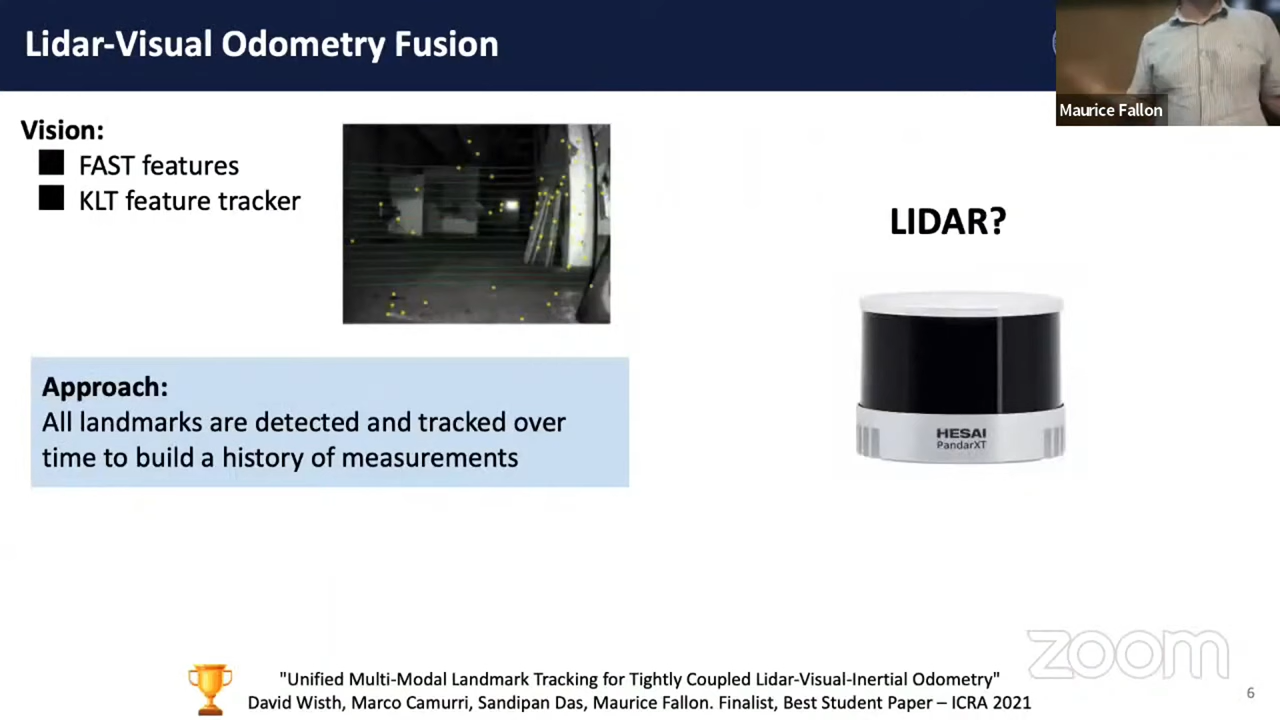 Lidar-Visual Odometry Fusion
Maurice Fallon
Vision:
FAST features
KLT feature tracker
LIDAR?
HESAI
PandarXT
Approach:
All landmarks are detected and tracked over
time to build a history of measurements
zoom
"Unified Multi-Modal Landmark Tracking for Tightly Coupled Lidar-Visual-Inertial Odometry"
David Wisth, Marco Camurri, Sandipan Das, Maurice Fallon. Finalist, Best Student Paper – ICRA 2021
6